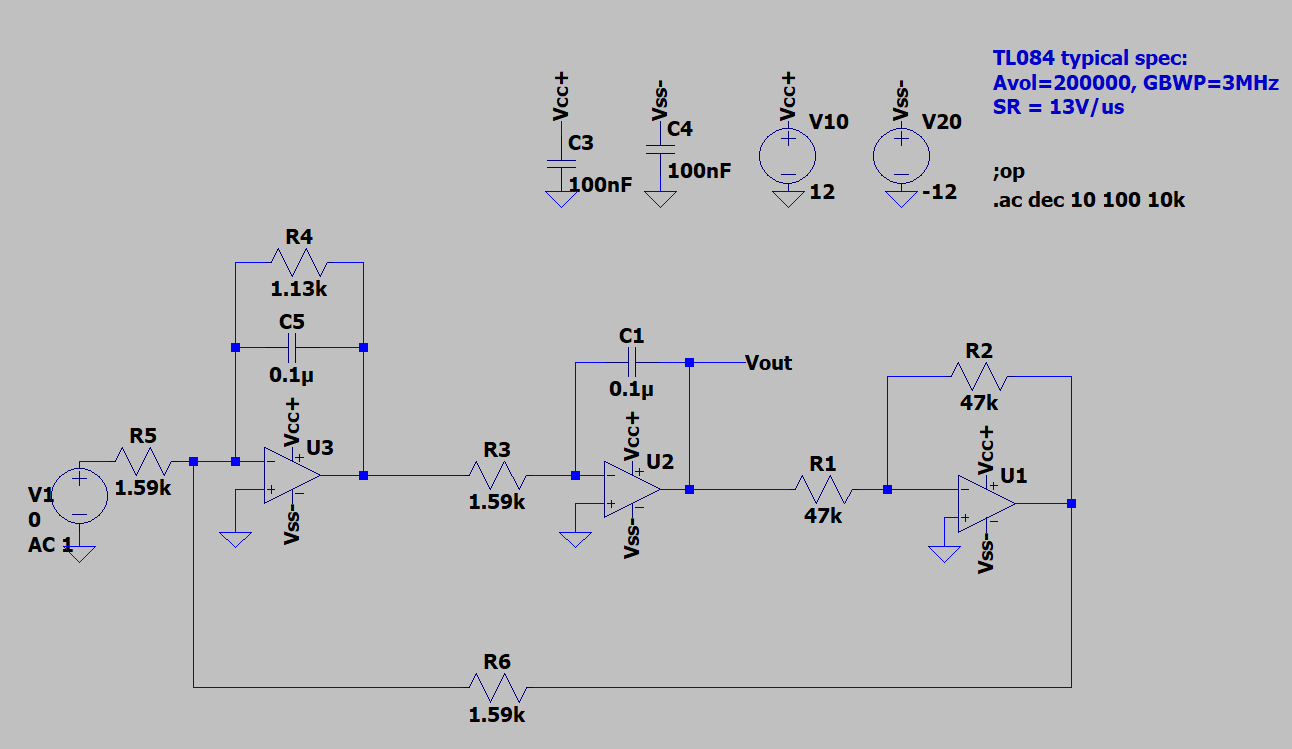 TL084 typical spec:
Avol=200000, GBWP=3MHz
SR = 13V/us
;op
.ac dec 10 100 10k
Vcc+
C3
100nF
Vss-
C4
100nF
Vcc+
V10
12
Vss-
V20
-12
R4
1.13k
C5
0.1µ
Vcc+
U3
Vss-
R5
1.59k
V1
0
AC 1
R3
1.59k
C1
0.1µ
Vout
Vcc+
U2
Vss-
R1
47k
R2
47k
Vcc+
U1
Vss-
R6
1.59k